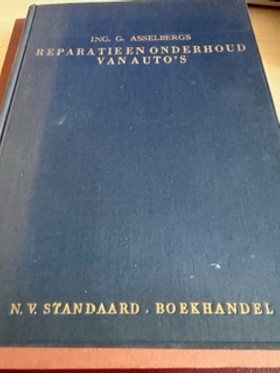 ING. G. ASSELBERGS
REPARATIE EN ONDERHOUD
VAN AUTO'S
N.V. STANDAARD . BOEKHANDEL